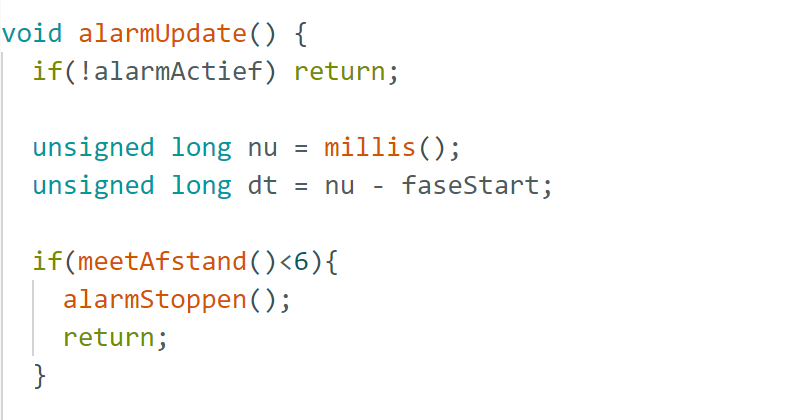 void alarmUpdate() {
if(!alarmActief) return;
unsigned long nu = millis();
unsigned long dt = nu - faseStart;
if(meetAfstand()<6){
alarmStoppen();
return;
}